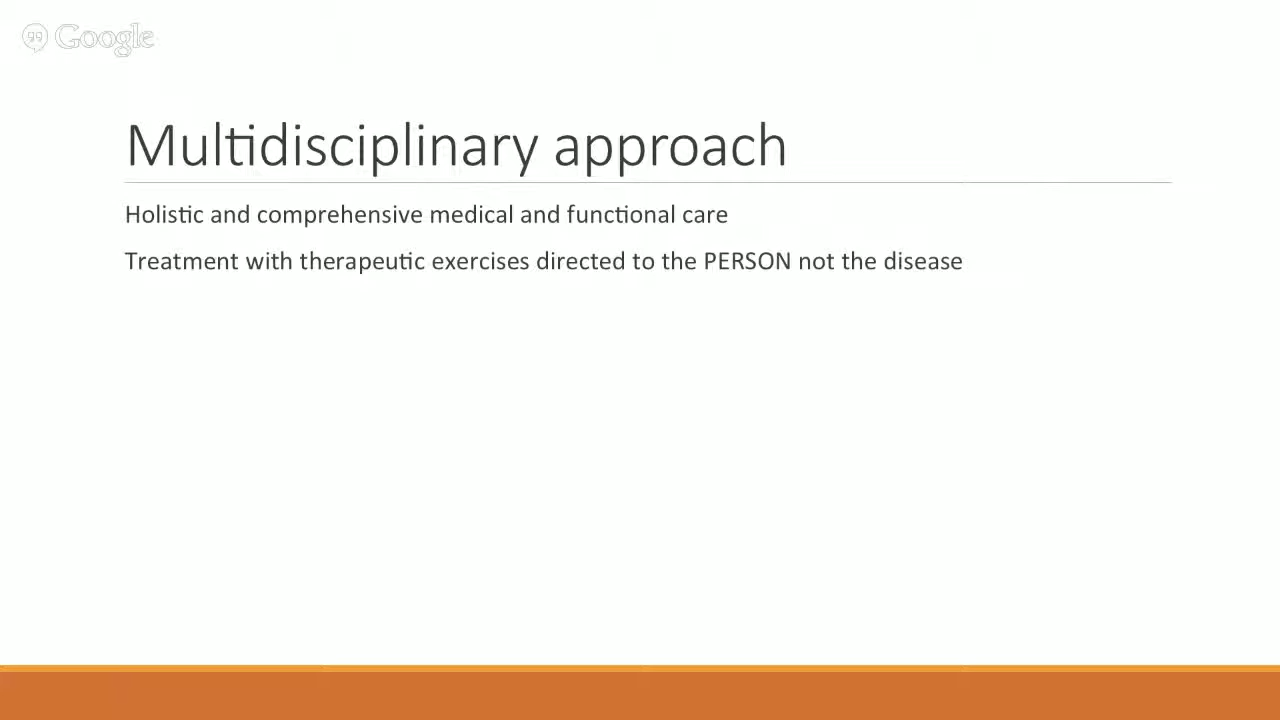 Google
Multidisciplinary approach
Holistic and comprehensive medical and functional care
Treatment with therapeutic exercises directed to the PERSON not the disease